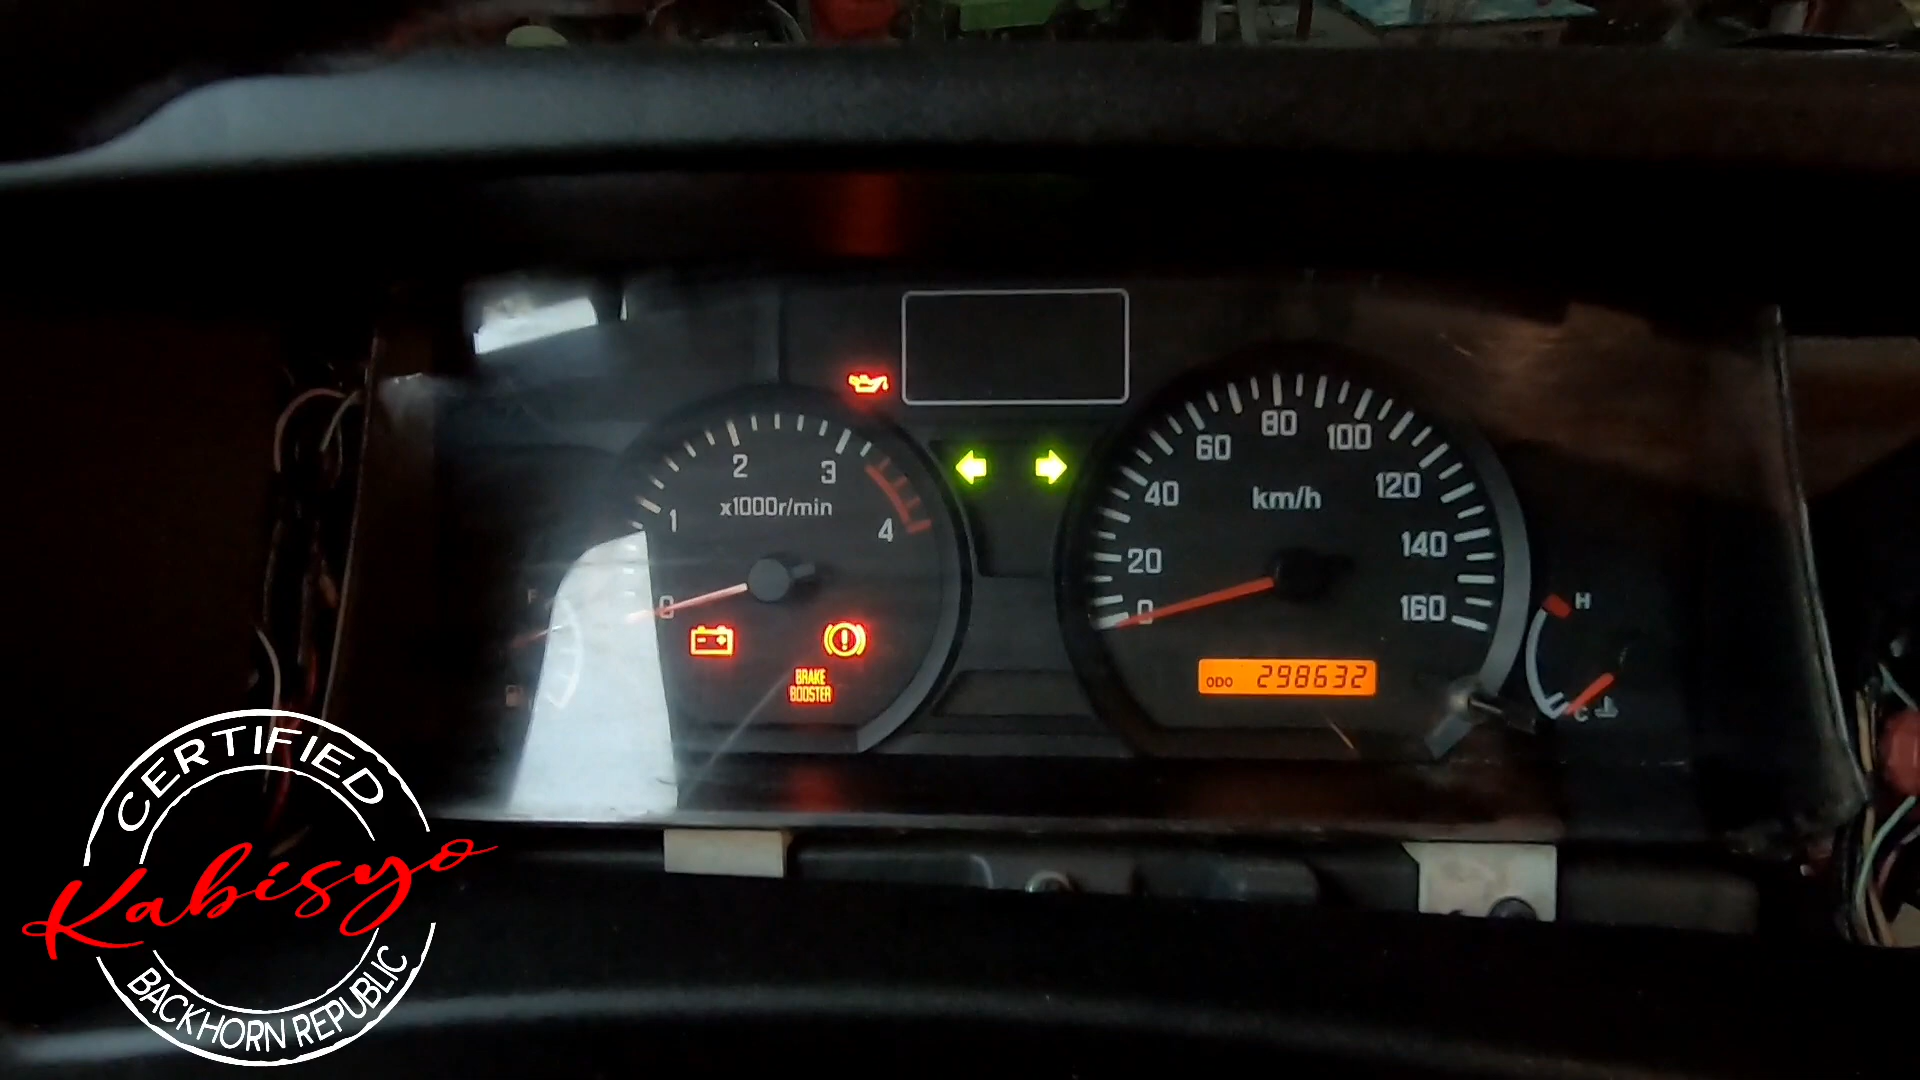 1
2
3
4
x1000r/min
0
BRAKE
BOOSTER
F
0
20
40
60
80
100
120
140
160
km/h
ODO 298632
H
C
CERTIFIED
Kabisyo
BACKHORN REPUBLIC